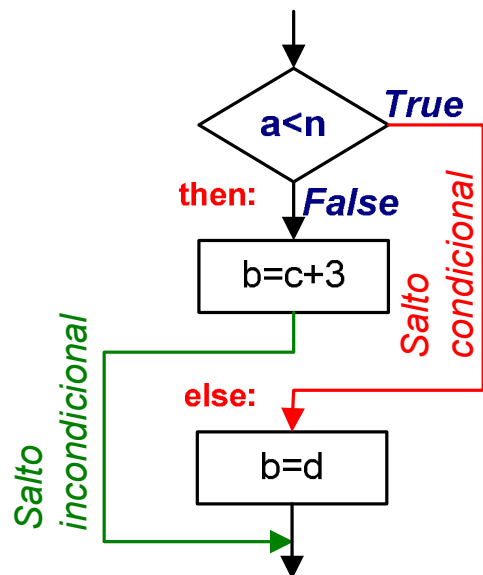 True
a<n
then:
False
b=c+3
Salto
condicional
else:
b=d
Salto
incondicional